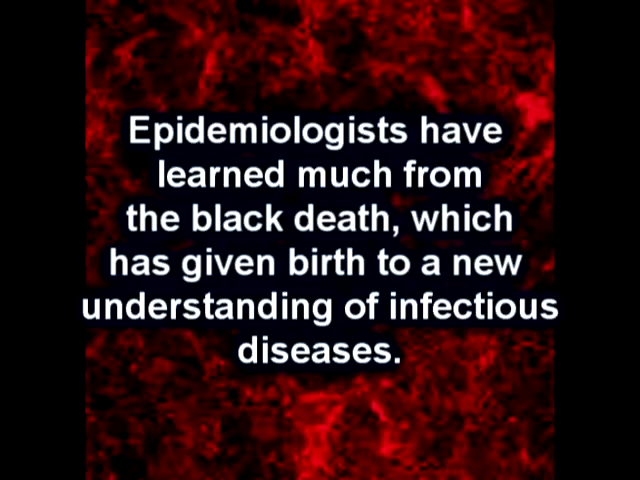 Epidemiologists have
learned much from
the black death, which
has given birth to a new
understanding of infectious
diseases.